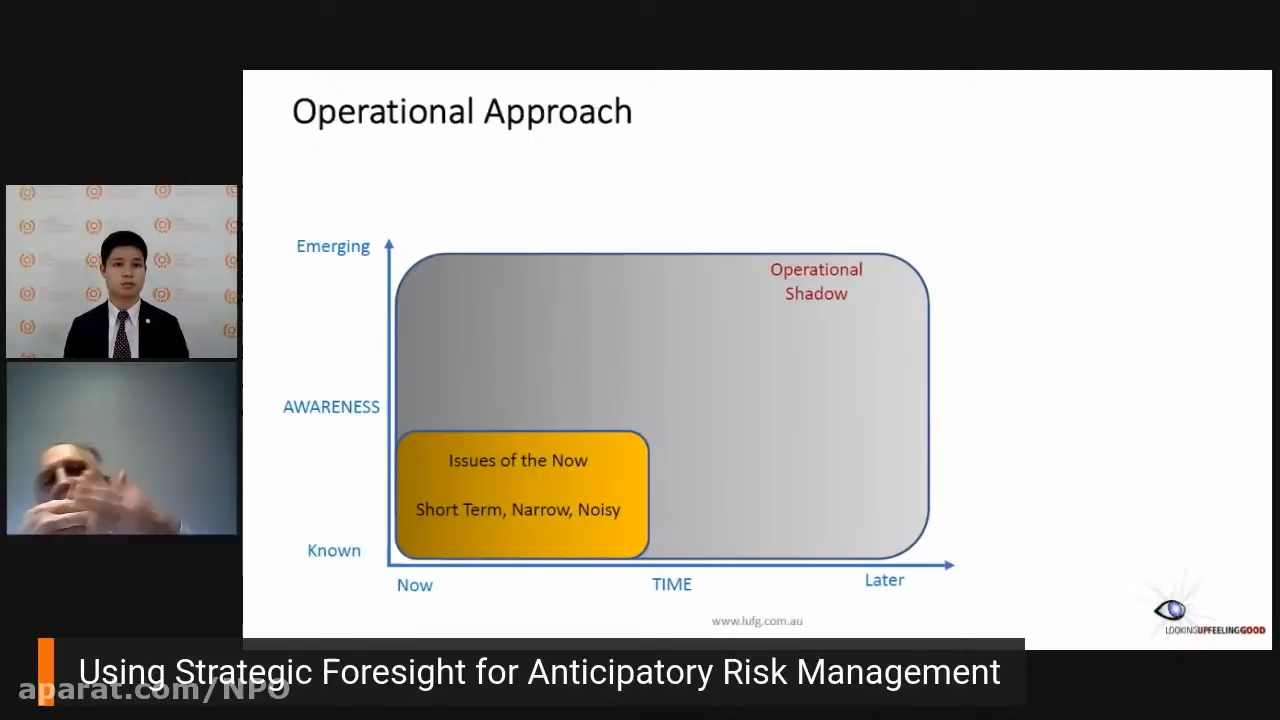 Operational Approach
Emerging
Operational
Shadow
AWARENESS
Issues of the Now
Short Term, Narrow, Noisy
Known
Now
TIME
Later
www.lufg.com.au
LOOKINGUPFEELINGGOOD
Using Strategic Foresight for Anticipatory Risk Management
aparat.com/NPO